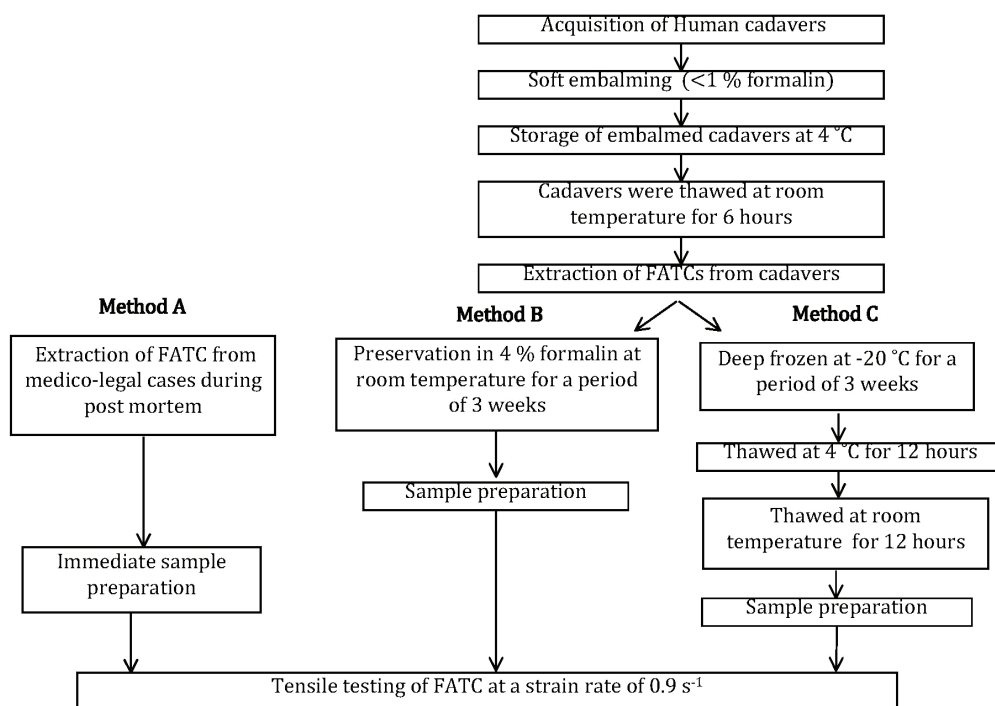 Acquisition of Human cadavers
Soft embalming (<1 % formalin)
Storage of embalmed cadavers at 4 °C
Cadavers were thawed at room
temperature for 6 hours
Extraction of FATCs from cadavers
Method A
Extraction of FATC from
medico-legal cases during
post mortem
Immediate sample
preparation
Method B
Preservation in 4 % formalin at
room temperature for a period
of 3 weeks
Sample preparation
Method C
Deep frozen at -20 °C for a
period of 3 weeks
Thawed at 4 °C for 12 hours
Thawed at room
temperature for 12 hours
Sample preparation
Tensile testing of FATC at a strain rate of 0.9 s⁻¹